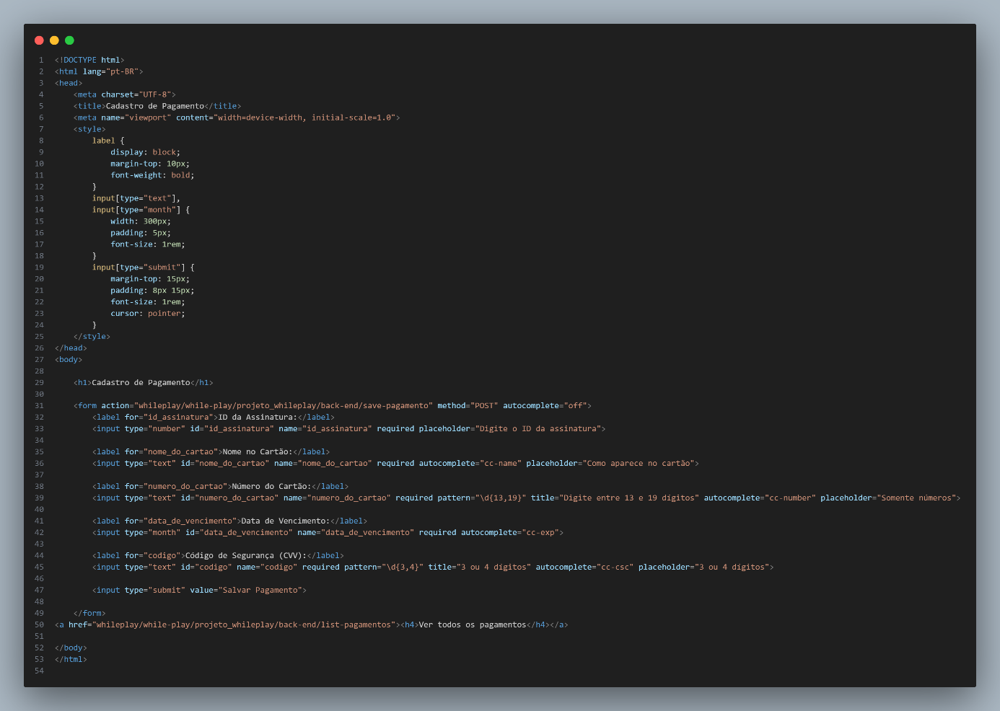 1 <!DOCTYPE html>
2 <html lang="pt-BR">
3 <head>
4     <meta charset="UTF-8">
5     <title>Cadastro de Pagamento</title>
6     <meta name="viewport" content="width=device-width, initial-scale=1.0">
7     <style>
8         label {
9             display: block;
10             margin-top: 10px;
11             font-weight: bold;
12         }
13         input[type="text"],
14         input[type="month"] {
15             width: 300px;
16             padding: 5px;
17             font-size: 1rem;
18         }
19         input[type="submit"] {
20             margin-top: 15px;
21             padding: 8px 15px;
22             font-size: 1rem;
23             cursor: pointer;
24         }
25     </style>
26 </head>
27 <body>
28
29     <h1>Cadastro de Pagamento</h1>
30
31     <form action="whileplay/while-play/projeto_whileplay/back-end/save-pagamento" method="POST" autocomplete="off">
32         <label for="id_assinatura">ID da Assinatura:</label>
33         <input type="number" id="id_assinatura" name="id_assinatura" required placeholder="Digite o ID da assinatura">
34
35         <label for="nome_do_cartao">Nome no Cartão:</label>
36         <input type="text" id="nome_do_cartao" name="nome_do_cartao" required autocomplete="cc-name" placeholder="Como aparece no cartão">
37
38         <label for="numero_do_cartao">Número do Cartão:</label>
39         <input type="text" id="numero_do_cartao" name="numero_do_cartao" required pattern="\d{13,19}" title="Digite entre 13 e 19 dígitos" autocomplete="cc-number" placeholder="Somente números">
40
41         <label for="data_de_vencimento">Data de Vencimento:</label>
42         <input type="month" id="data_de_vencimento" name="data_de_vencimento" required autocomplete="cc-exp">
43
44         <label for="codigo">Código de Segurança (CVV):</label>
45         <input type="text" id="codigo" name="codigo" required pattern="\d{3,4}" title="3 ou 4 dígitos" autocomplete="cc-csc" placeholder="3 ou 4 dígitos">
46
47         <input type="submit" value="Salvar Pagamento">
48
49     </form>
50 <a href="whileplay/while-play/projeto_whileplay/back-end/list-pagamentos"><h4>Ver todos os pagamentos</h4></a>
51
52 </body>
53 </html>
54